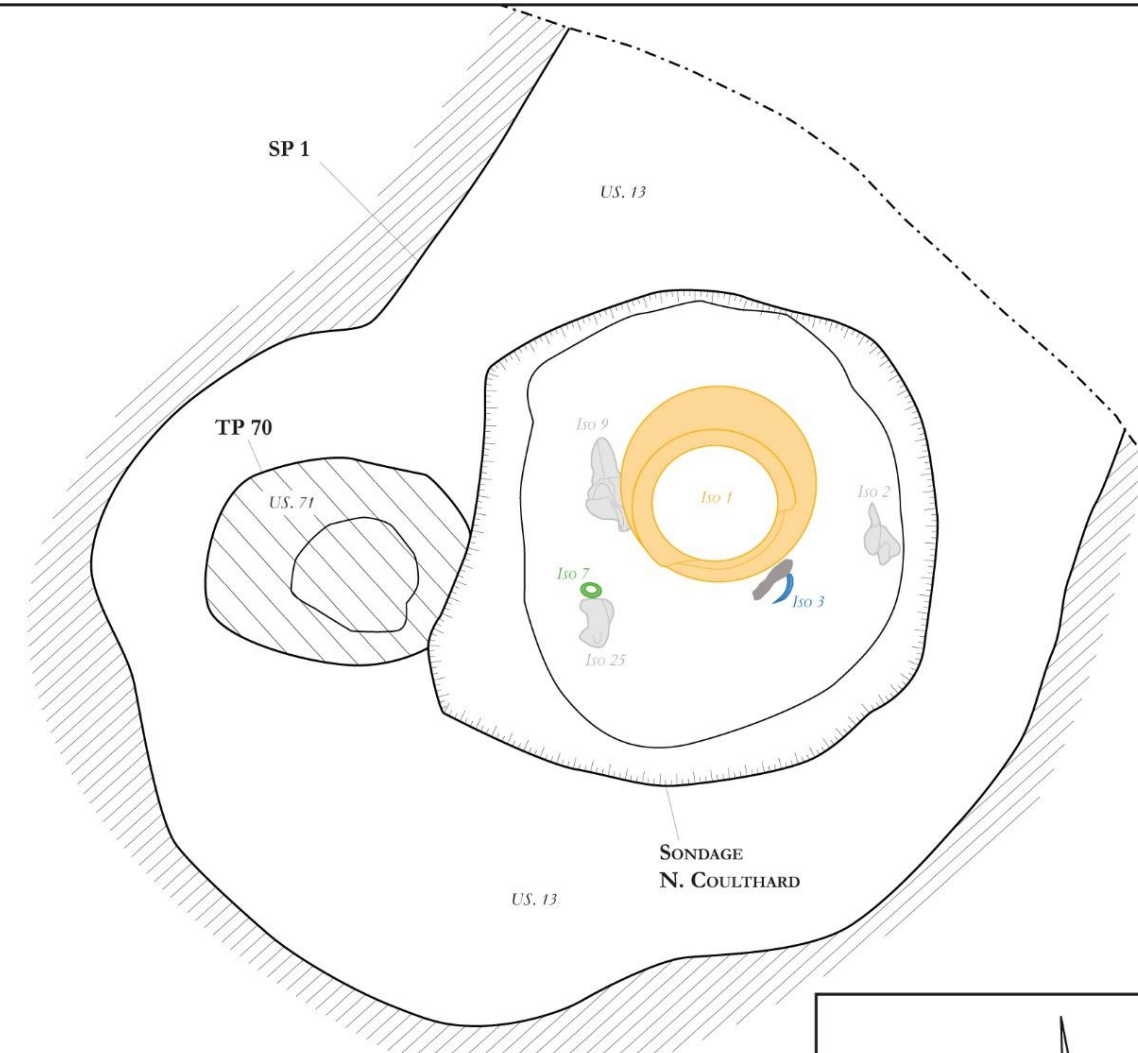 SP 1
US. 13
TP 70
US. 71
Iso 9
Iso 1
Iso 2
Iso 7
Iso 3
Iso 25
SONDAGE
N. COULTHARD
US. 13